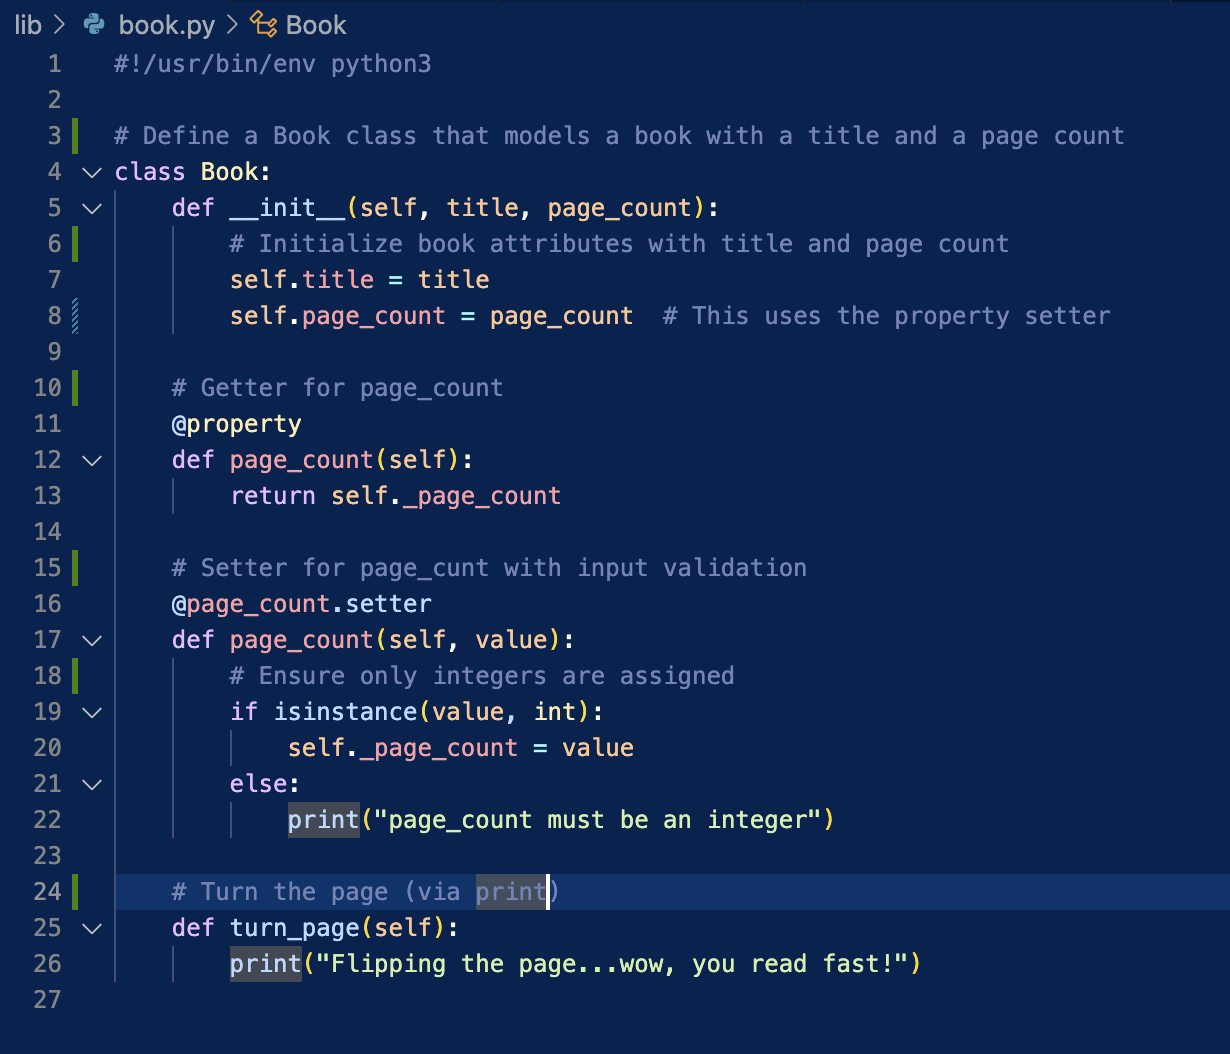 lib > book.py > Book
1 #!/usr/bin/env python3
2
3 # Define a Book class that models a book with a title and a page count
4 class Book:
5     def __init__(self, title, page_count):
6         # Initialize book attributes with title and page count
7         self.title = title
8         self.page_count = page_count  # This uses the property setter
9
10     # Getter for page_count
11     @property
12     def page_count(self):
13         return self._page_count
14
15     # Setter for page_cunt with input validation
16     @page_count.setter
17     def page_count(self, value):
18         # Ensure only integers are assigned
19         if isinstance(value, int):
20             self._page_count = value
21         else:
22             print("page_count must be an integer")
23
24     # Turn the page (via print)
25     def turn_page(self):
26         print("Flipping the page...wow, you read fast!")
27